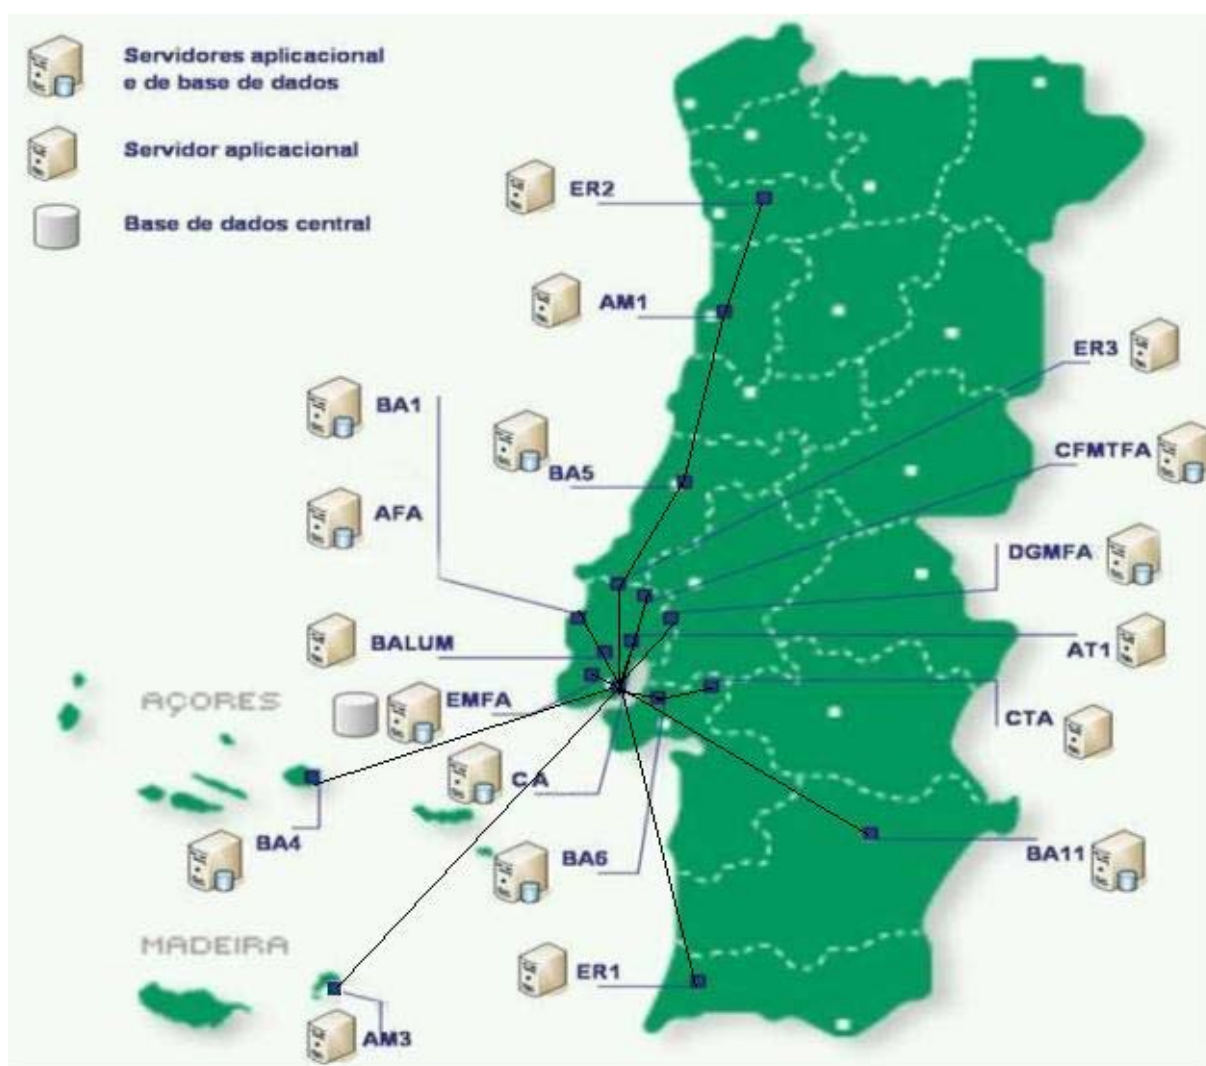 Servidores aplicacional
e de base de dados
Servidor aplicacional
Base de dados central
ER2
AM1
ER3
BA1
CFMTFA
BA5
AFA
DGMFA
BALUM
AT1
AÇORES
EMFA
CTA
CA
BA4
BA6
BA11
MADEIRA
ER1
AM3